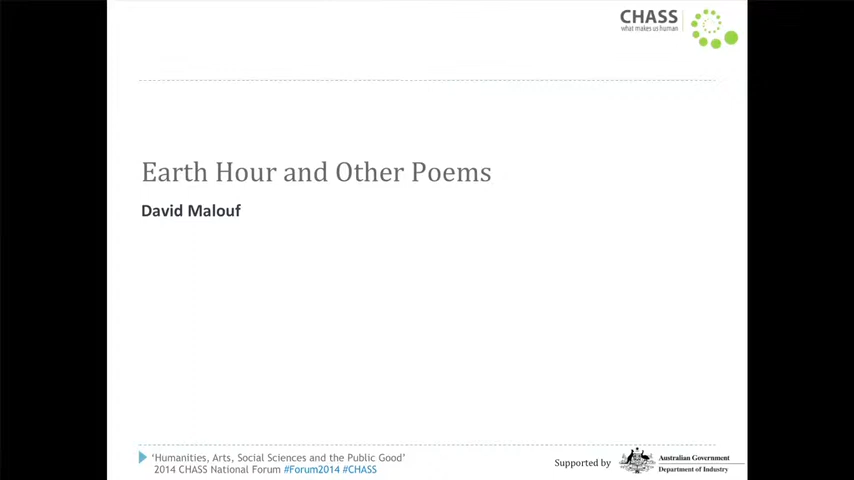 CHASS
what makes us human
Earth Hour and Other Poems
David Malouf
'Humanities, Arts, Social Sciences and the Public Good'
2014 CHASS National Forum #Forum2014 #CHASS
Supported by
Australian Government
Department of Industry